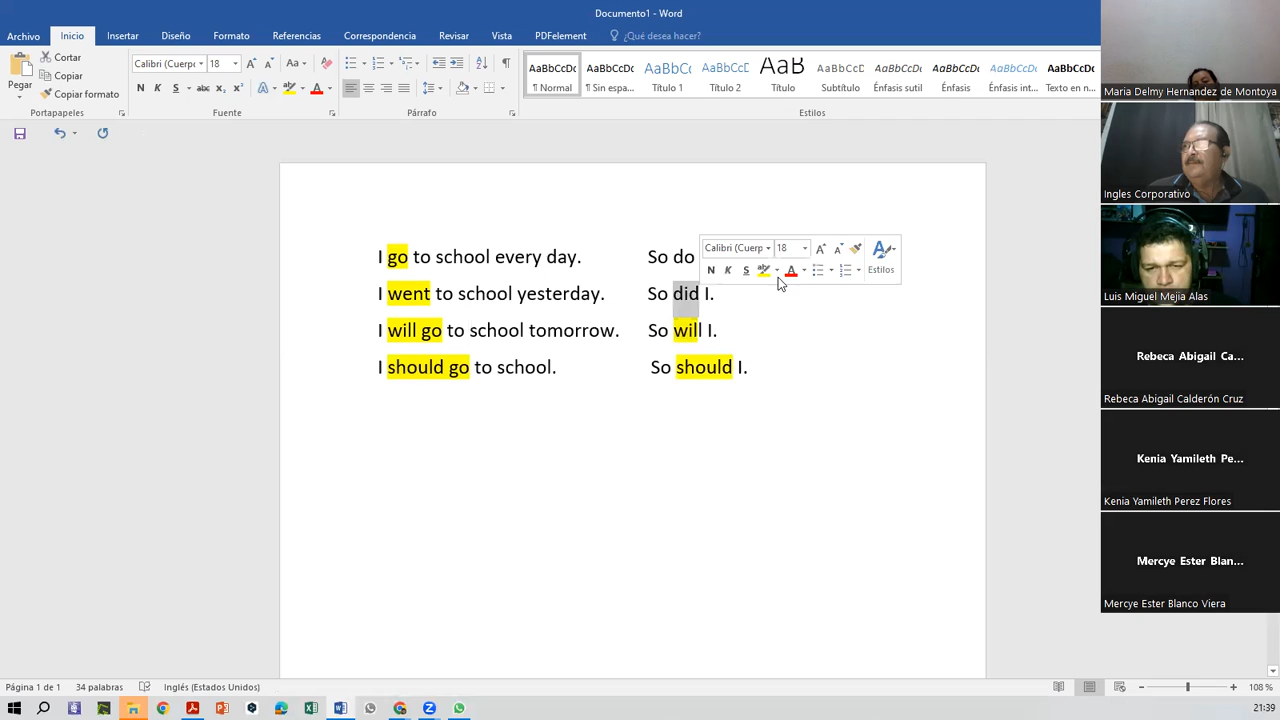 Documento1 - Word
Archivo Inicio Insertar Diseño Formato Referencias Correspondencia Revisar Vista PDFelement ¿Qué desea hacer?
Pegar
Cortar
Copiar
Copiar formato
Portapapeles
Calibri (Cuerpo 18
Aa
N K S abc x₂ x²
Fuente
Párrafo
AaBbCcDc AaBbCcDc AaBbCc AaBbCcD AaB AaBbCcD AaBbCcDc AaBbCcDc AaBbCcDc AaBbCcDc
¶ Normal ¶ Sin espa... Título 1 Título 2 Título Subtítulo Énfasis sutil Énfasis Énfasis int... Texto en n...
Estilos
Maria Delmy Hernandez de Montoya
Ingles Corporativo
Luis Miguel Mejia Alas
Rebeca Abigail Ca...
Rebeca Abigail Calderón Cruz
Kenia Yamileth Pe...
Kenia Yamileth Perez Flores
Mercye Ester Blan...
Mercye Ester Blanco Viera
Calibri (Cuerp 18
N K S
Estilos
I go to school every day. So do
I went to school yesterday. So did I.
I will go to school tomorrow. So will I.
I should go to school. So should I.
Página 1 de 1 34 palabras Inglés (Estados Unidos) 108 %
21:39